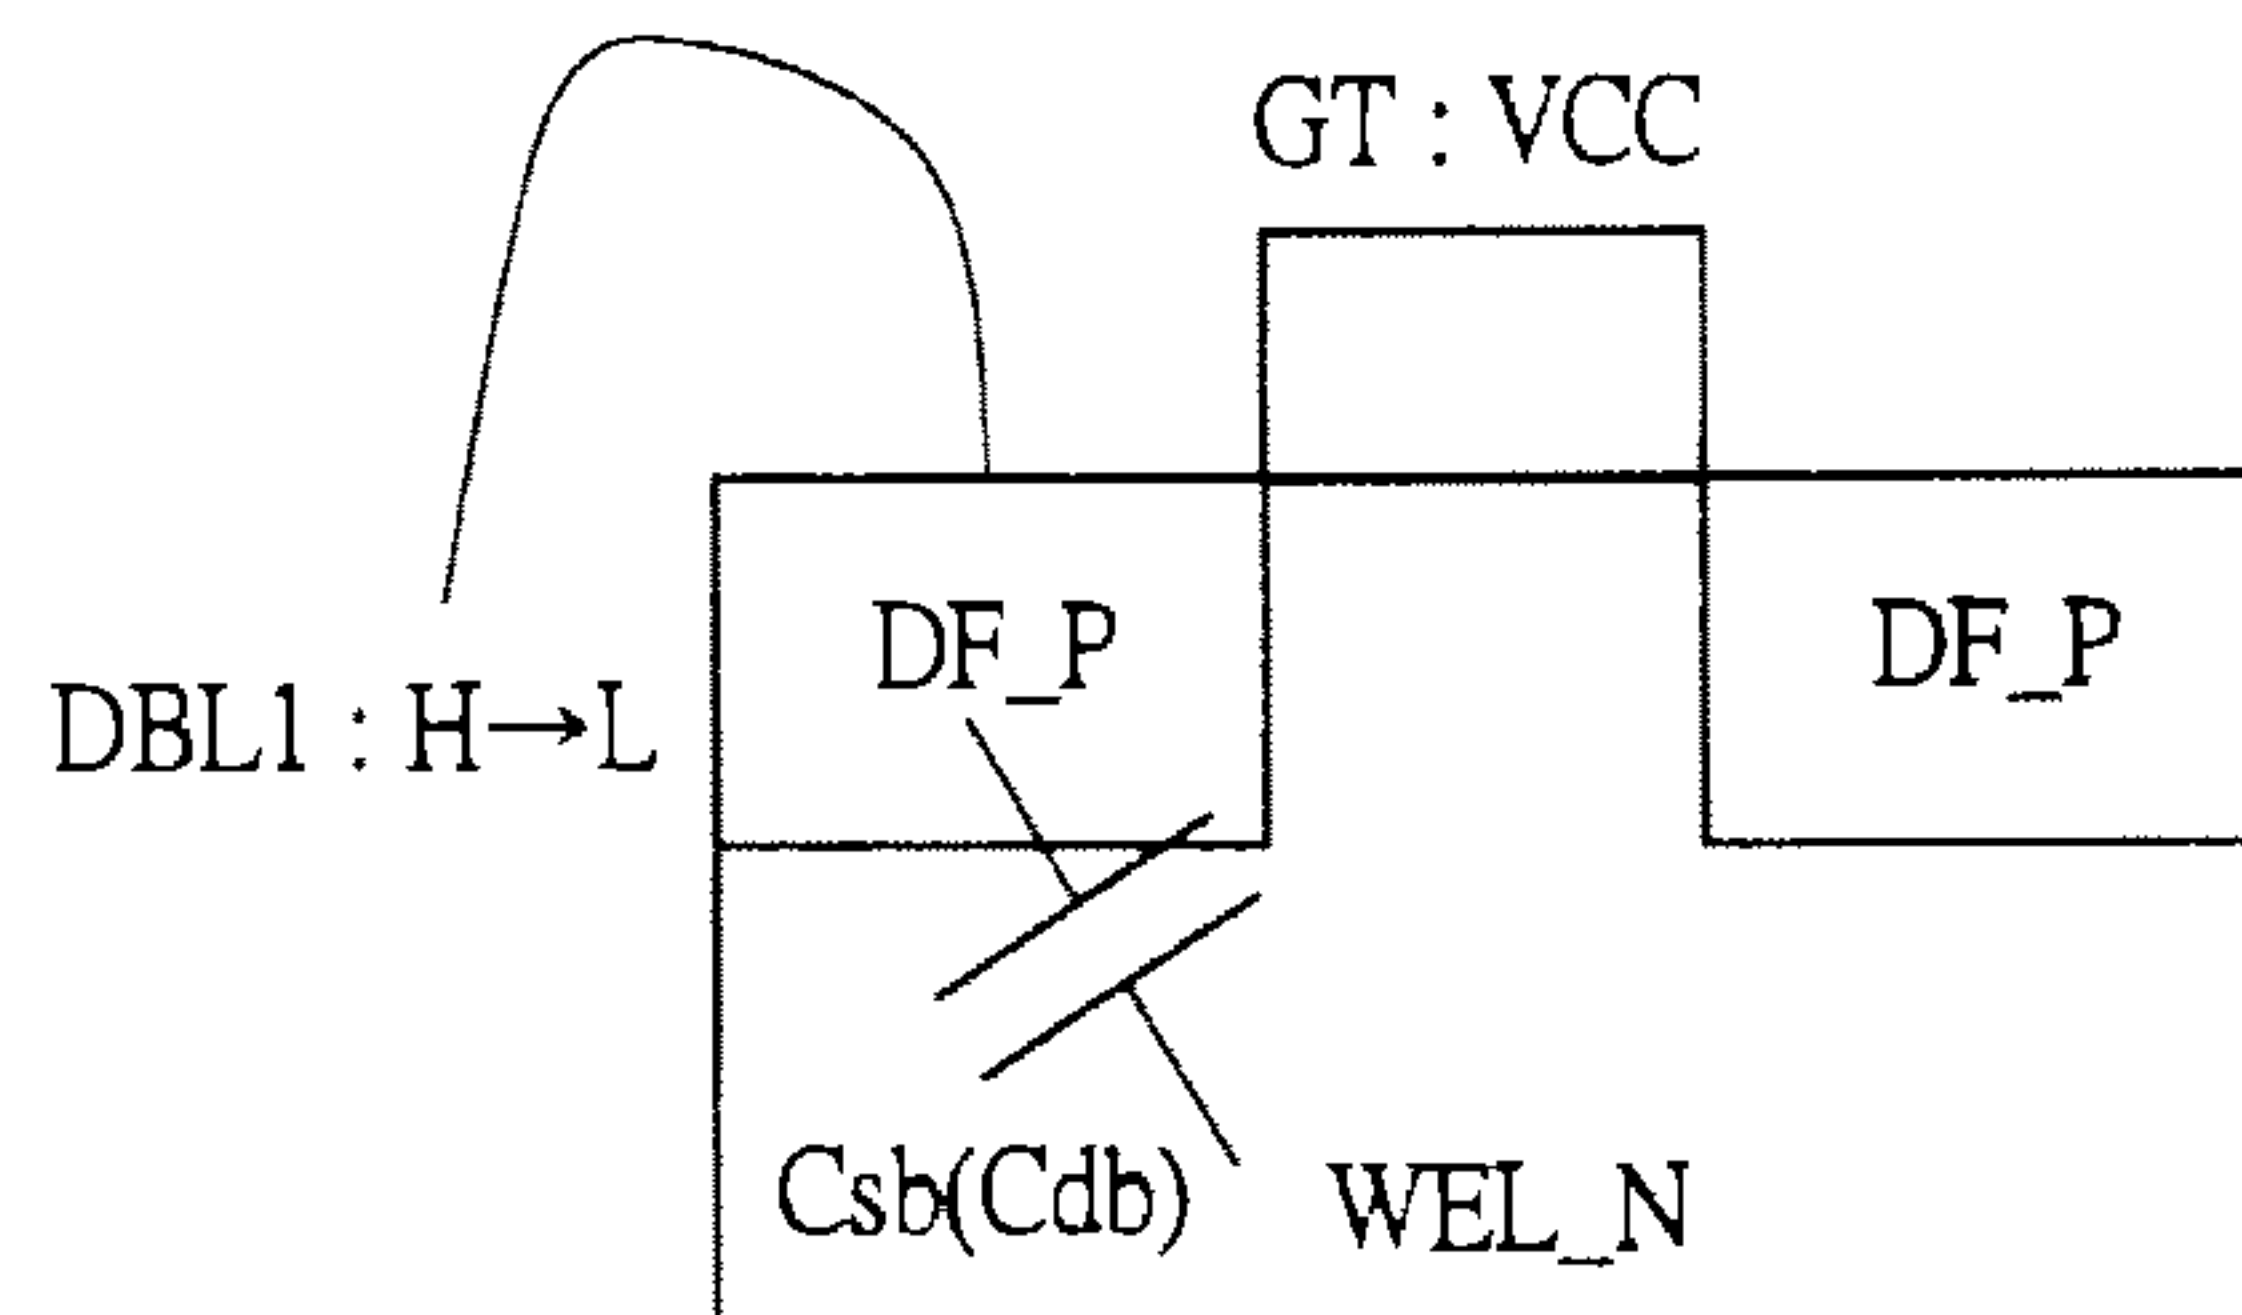 GT : VCC
DF_P
DF_P
DBL1 : H→L
Csb(Cdb)
WEL_N